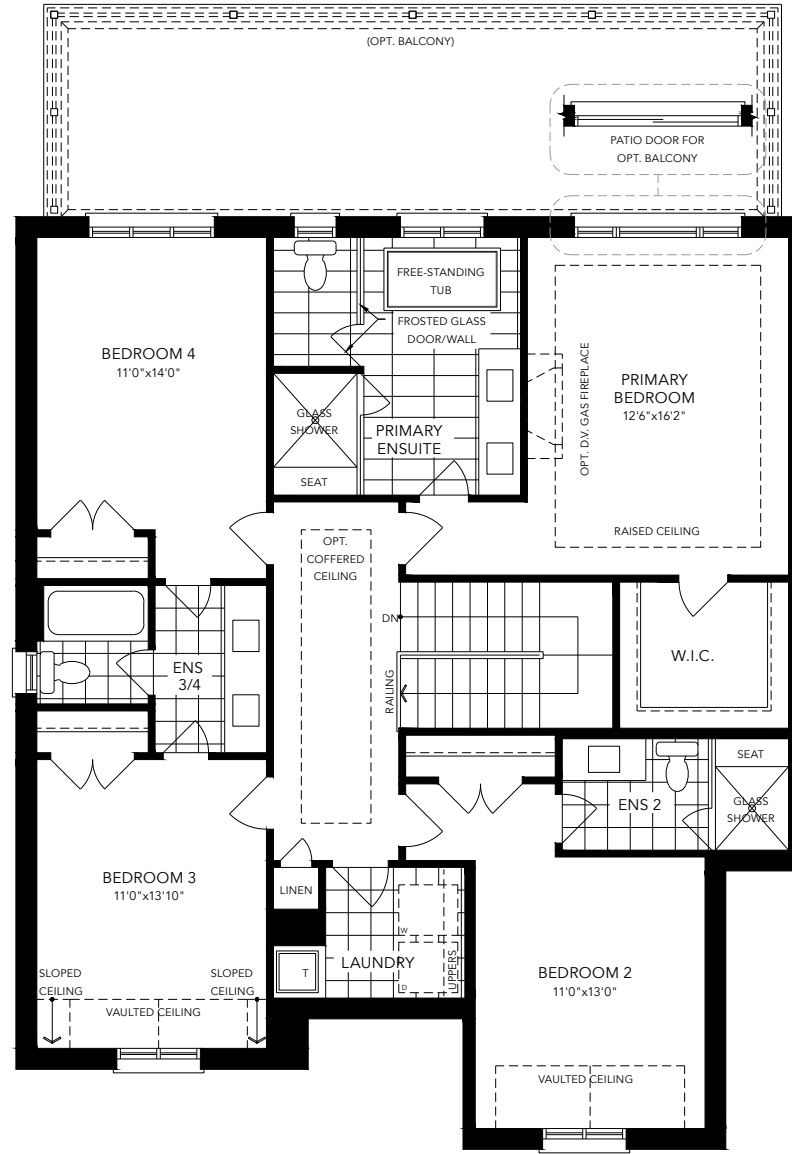 (OPT. BALCONY)
PATIO DOOR FOR
OPT. BALCONY
FREE-STANDING
TUB
FROSTED GLASS
DOOR/WALL
BEDROOM 4
11'0"x14'0"
GLASS
SHOWER
SEAT
PRIMARY
ENSUITE
OPT. D.V. GAS FIREPLACE
PRIMARY
BEDROOM
12'6"x16'2"
RAISED CEILING
OPT.
COFFERED
CEILING
DN
RAILING
W.I.C.
ENS
3/4
SEAT
GLASS
SHOWER
ENS 2
BEDROOM 3
11'0"x13'10"
LINEN
W
D
UPPERS
LAUNDRY
T
SLOPED
CEILING
SLOPED
CEILING
VAULTED CEILING
BEDROOM 2
11'0"x13'0"
VAULTED CEILING